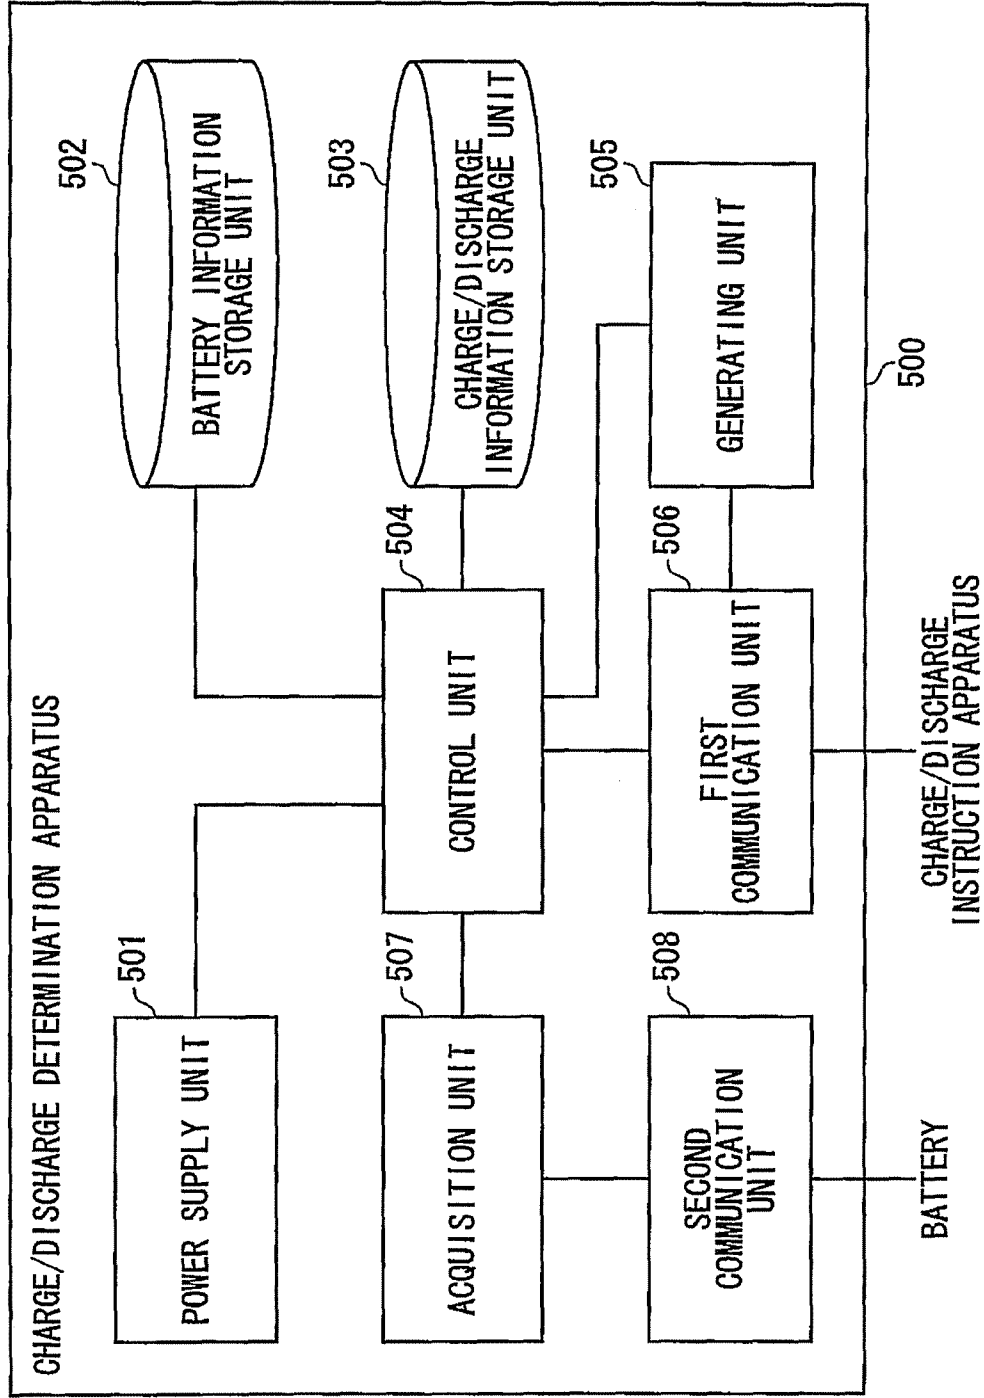 CHARGE/DISCHARGE DETERMINATION APPARATUS
501
POWER SUPPLY UNIT
502
BATTERY INFORMATION
STORAGE UNIT
507
ACQUISITION UNIT
504
CONTROL UNIT
503
CHARGE/DISCHARGE
INFORMATION STORAGE UNIT
508
SECOND
COMMUNICATION
UNIT
506
FIRST
COMMUNICATION UNIT
505
GENERATING UNIT
500
BATTERY
CHARGE/DISCHARGE
INSTRUCTION APPARATUS